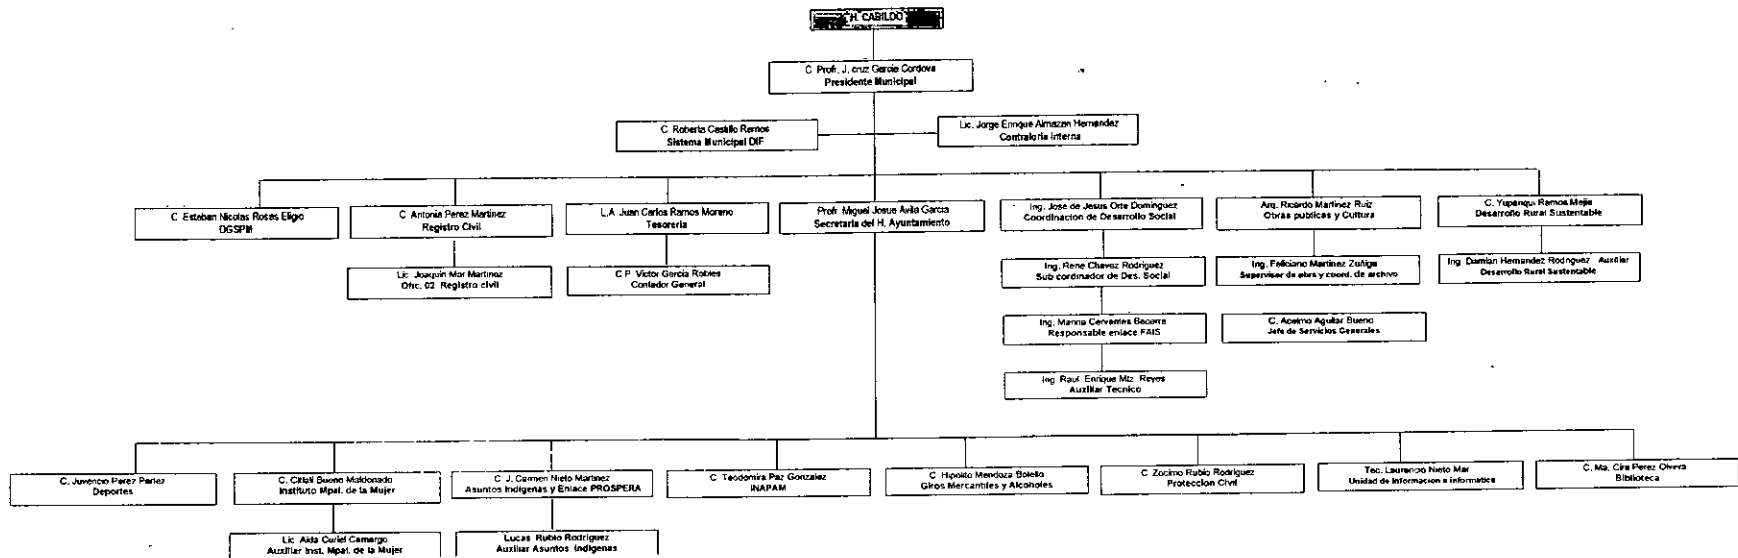 H. CABILDO
C. Profr. J. cruz Garcia Cordova
Presidente Municipal
C. Roberta Castillo Ramos
Sistema Municipal DIF
Lic. Jorge Enrique Almazan Hernandez
Contraloria Interna
C. Esteban Nicolas Rosas Eligio
DGSPM
C. Antonia Perez Martinez
Registro Civil
L.A. Juan Carlos Ramos Moreno
Tesoreria
Profr. Miguel Josue Avila Garcia
Secretaria del H. Ayuntamiento
Ing. Jose de Jesus Orta Dominguez
Coordinacion de Desarrollo Social
Arq. Ricardo Martinez Ruiz
Obras publicas y Cultura
C. Yupanqui Ramos Mejia
Desarrollo Rural Sustentable
Lic. Joaquin Mar Martinez
Ofic. 02 Registro civil
C.P. Victor Garcia Robles
Contador General
Ing. Rene Chavez Rodriguez
Sub cordinador de Des. Social
Ing. Feliciano Martinez Zuñiga
Supervisor de obra y coord. de archivo
Ing. Damian Hernandez Rodriguez Auxiliar
Desarrollo Rural Sustentable
Ing. Marina Cervantes Becerra
Responsable enlace FAIS
C. Acelmo Aguilar Bueno
Jefe de Servicios Generales
Ing. Raul Enrique Mtz. Reyes
Auxiliar Tecnico
C. Juvencio Perez Perez
Deportes
C. Citlali Bueno Maldonado
Instituto Mpal. de la Mujer
C. J. Carmen Nieto Martinez
Asuntos Indigenas y Enlace PROSPERA
C. Teodomira Paz Gonzalez
INAPAM
C. Hipolito Mendoza Botello
Giros Mercantes y Alcoholes
C. Zocimo Rubio Rodriguez
Proteccion Civil
Tec. Laurencio Nieto Mar
Unidad de Informacion e informatica
C. Ma. Cira Perez Olvera
Biblioteca
Lic. Aida Curiel Camargo
Auxiliar Inst. Mpal. de la Mujer
Lucas Rubio Rodriguez
Auxiliar Asuntos Indigenas